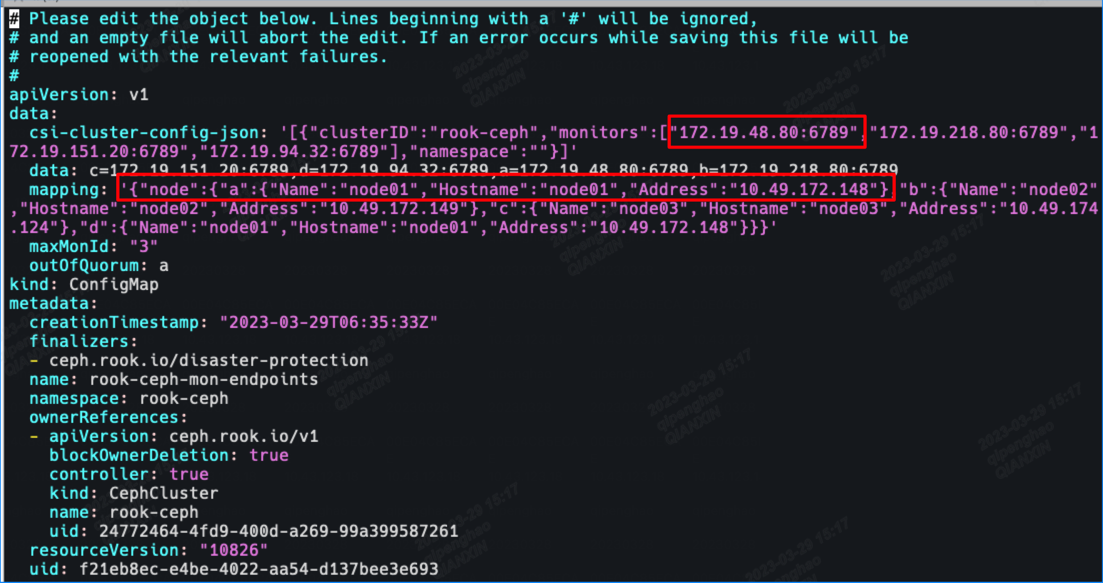 # Please edit the object below. Lines beginning with a '#' will be ignored,
# and an empty file will abort the edit. If an error occurs while saving this file will be
# reopened with the relevant failures.
#
apiVersion: v1
data:
  csi-cluster-config-json: '[{"clusterID":"rook-ceph","monitors":["172.19.48.80:6789","172.19.218.80:6789","1
72.19.151.20:6789","172.19.94.32:6789"],"namespace":""}]'
  data: c=172.19.151.20:6789,d=172.19.94.32:6789,a=172.19.48.80:6789,b=172.19.218.80:6789
  mapping: '{"node":{"a":{"Name":"node01","Hostname":"node01","Address":"10.49.172.148"},"b":{"Name":"node02"
,"Hostname":"node02","Address":"10.49.172.149"},"c":{"Name":"node03","Hostname":"node03","Address":"10.49.174
.124"},"d":{"Name":"node01","Hostname":"node01","Address":"10.49.172.148"}}}'
  maxMonId: "3"
  outOfQuorum: a
kind: ConfigMap
metadata:
  creationTimestamp: "2023-03-29T06:35:33Z"
  finalizers:
  - ceph.rook.io/disaster-protection
  name: rook-ceph-mon-endpoints
  namespace: rook-ceph
  ownerReferences:
  - apiVersion: ceph.rook.io/v1
    blockOwnerDeletion: true
    controller: true
    kind: CephCluster
    name: rook-ceph
    uid: 24772464-4fd9-400d-a269-99a399587261
  resourceVersion: "10826"
  uid: f21eb8ec-e4be-4022-aa54-d137bee3e693